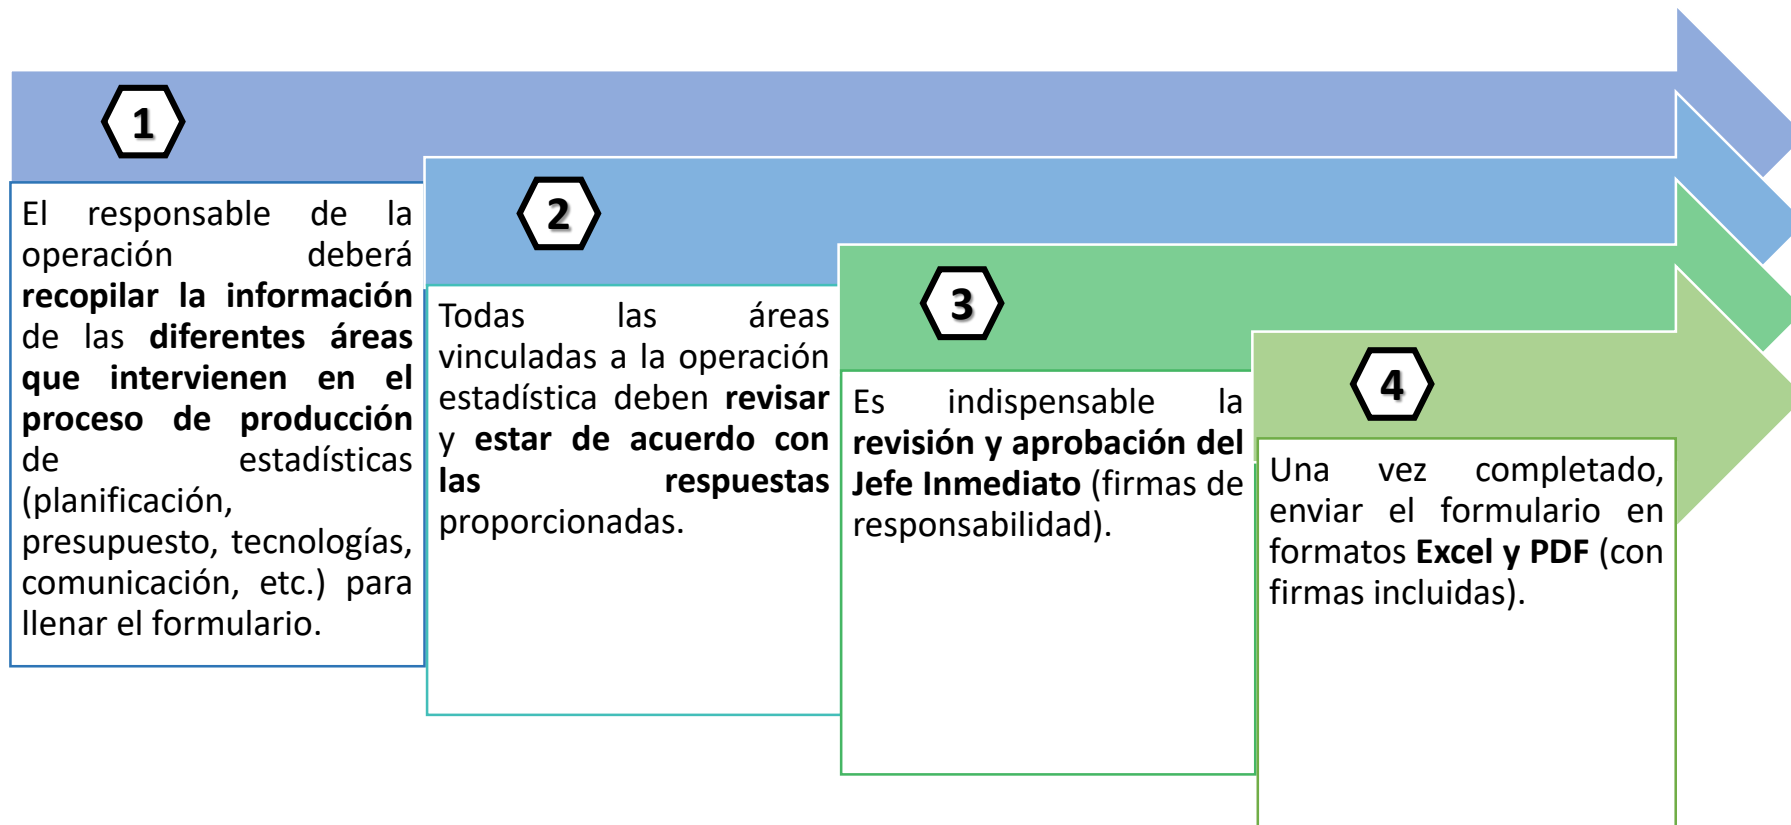 1
El responsable de la
operación deberá
recopilar la información
de las diferentes áreas
que intervienen en el
proceso de producción
de estadísticas
(planificación,
presupuesto, tecnologías,
comunicación, etc.) para
llenar el formulario.
2
Todas las áreas
vinculadas a la operación
estadística deben revisar
y estar de acuerdo con
las respuestas
proporcionadas.
3
Es indispensable la
revisión y aprobación del
Jefe Inmediato (firmas de
responsabilidad).
4
Una vez completado,
enviar el formulario en
formatos Excel y PDF (con
firmas incluidas).